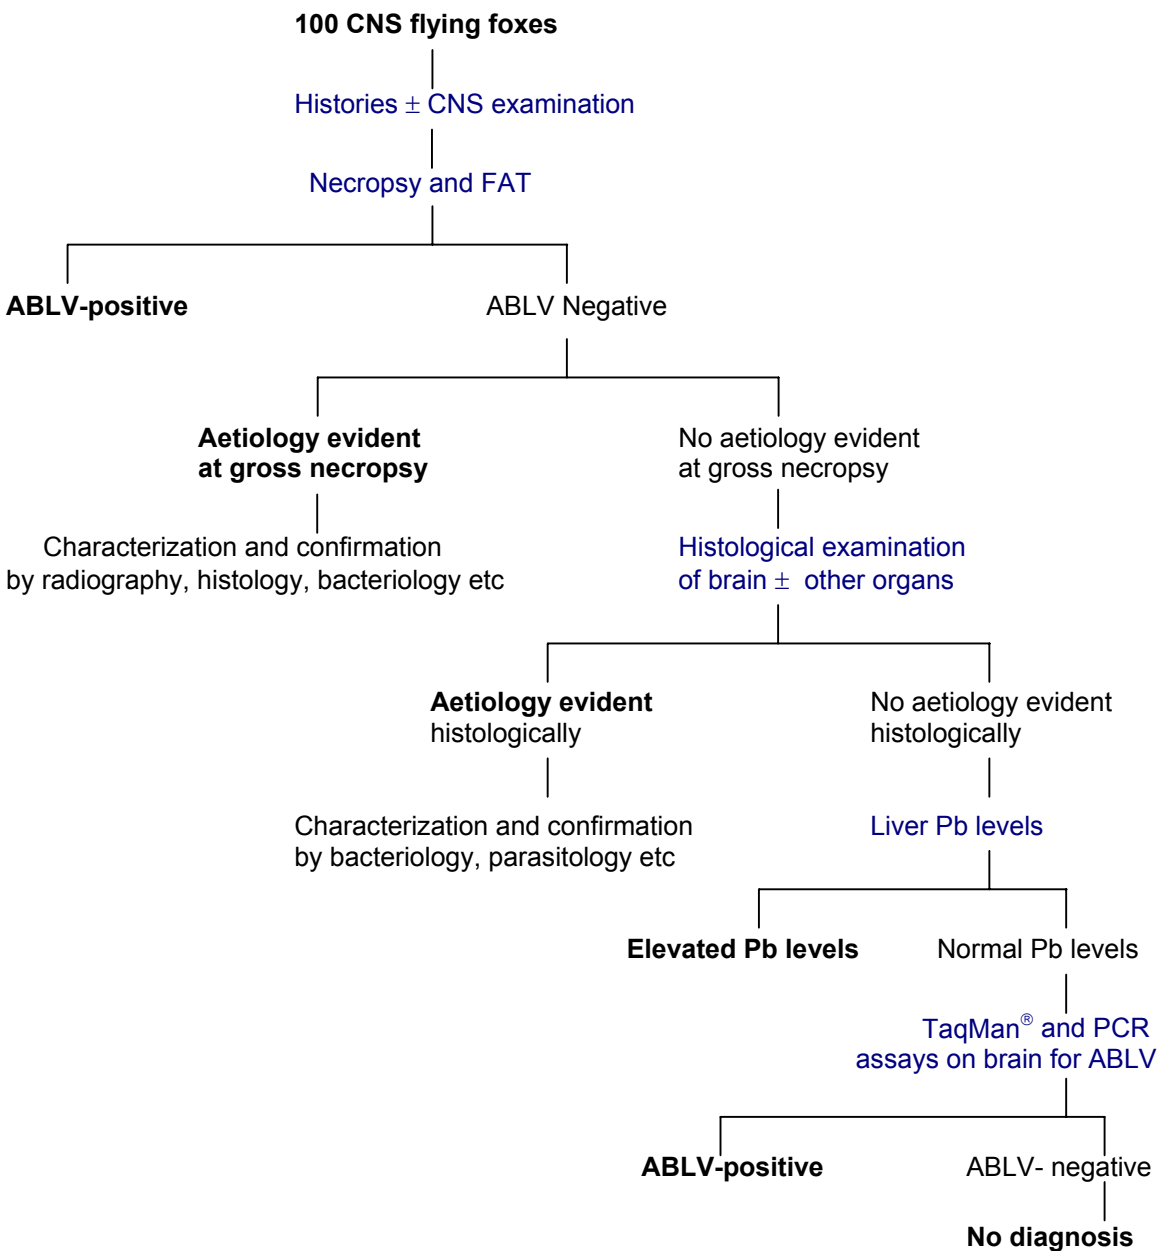 100 CNS flying foxes
Histories ± CNS examination
Necropsy and FAT
ABLV-positive
ABLV Negative
Aetiology evident
at gross necropsy
No aetiology evident
at gross necropsy
Characterization and confirmation
by radiography, histology, bacteriology etc
Histological examination
of brain ± other organs
Aetiology evident
histologically
No aetiology evident
histologically
Characterization and confirmation
by bacteriology, parasitology etc
Liver Pb levels
Elevated Pb levels
Normal Pb levels
TaqMan® and PCR
assays on brain for ABLV
ABLV-positive
ABLV- negative
No diagnosis